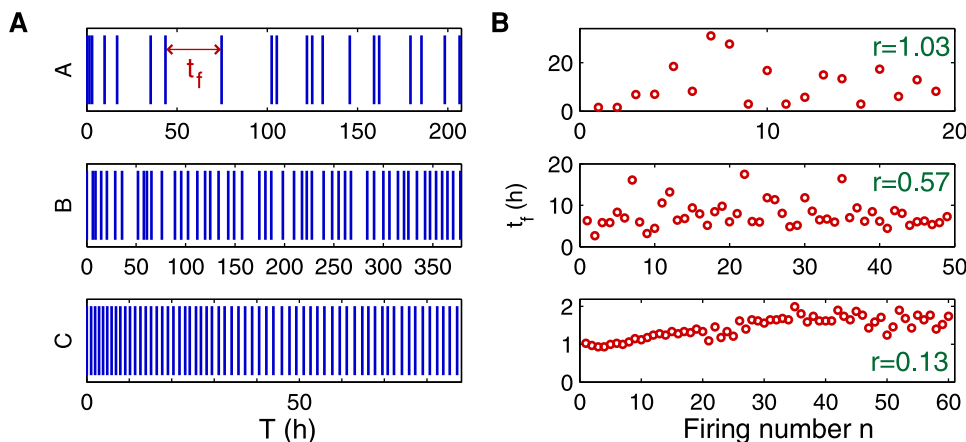 A
A
t_f
0 50 100 150 200
B
0 50 100 150 200 250 300 350
C
0 50
T (h)
B
20
0
r=1.03
0 10 20
t_f (h)
20
10
0
r=0.57
0 10 20 30 40 50
2
1
0
r=0.13
0 10 20 30 40 50 60
Firing number n